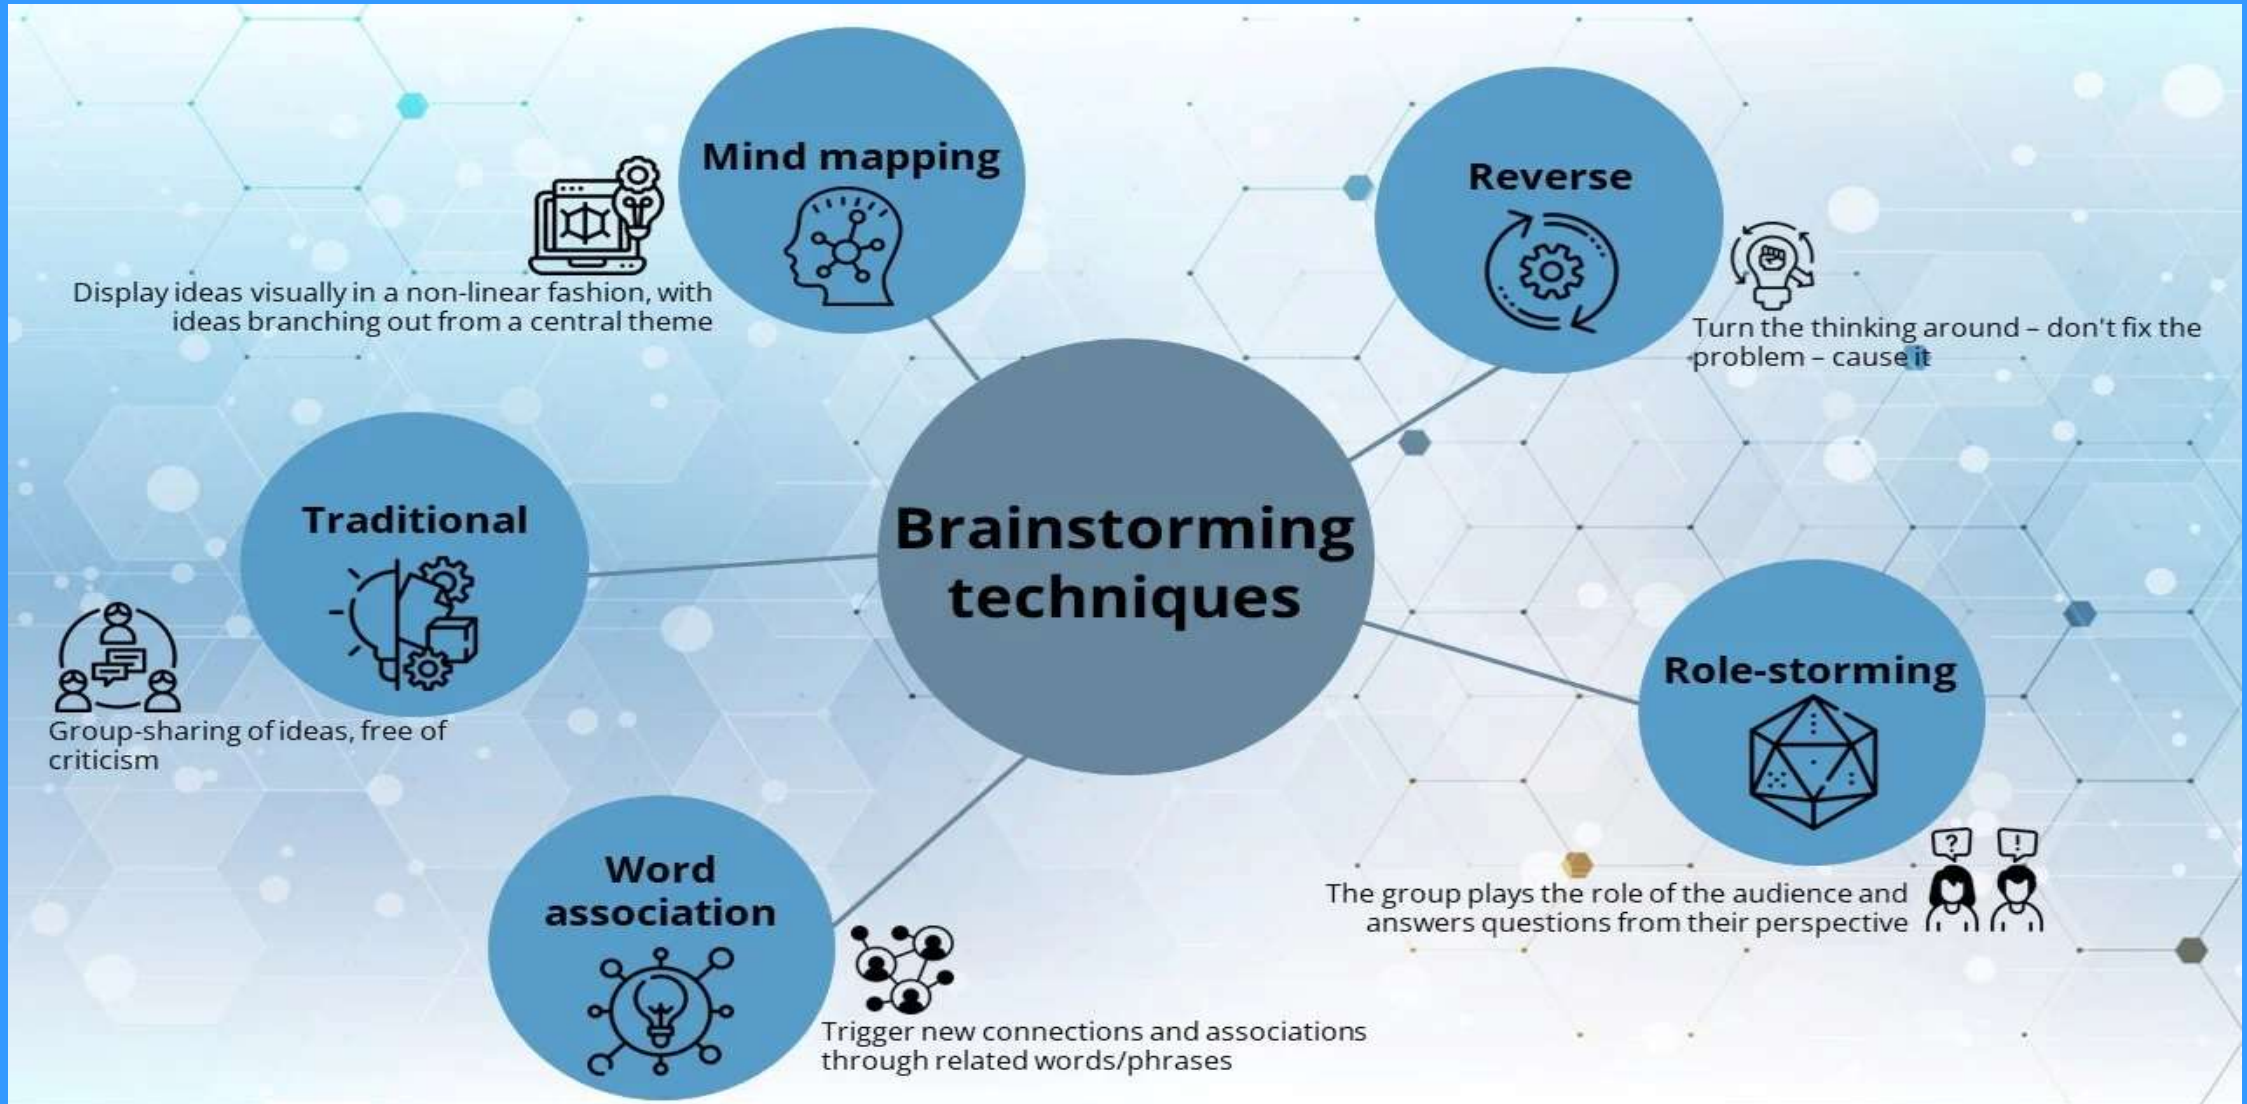 Mind mapping
Display ideas visually in a non-linear fashion, with
ideas branching out from a central theme
Reverse
Turn the thinking around – don't fix the
problem – cause it
Traditional
Group-sharing of ideas, free of
criticism
Brainstorming
techniques
Role-storming
?
!
The group plays the role of the audience and
answers questions from their perspective
Word
association
Trigger new connections and associations
through related words/phrases